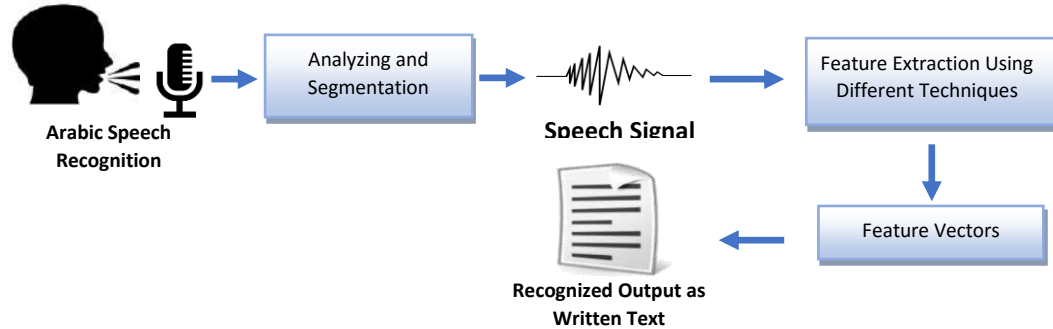 Arabic Speech
Recognition
Analyzing and
Segmentation
Speech Signal
Feature Extraction Using
Different Techniques
Feature Vectors
Recognized Output as
Written Text